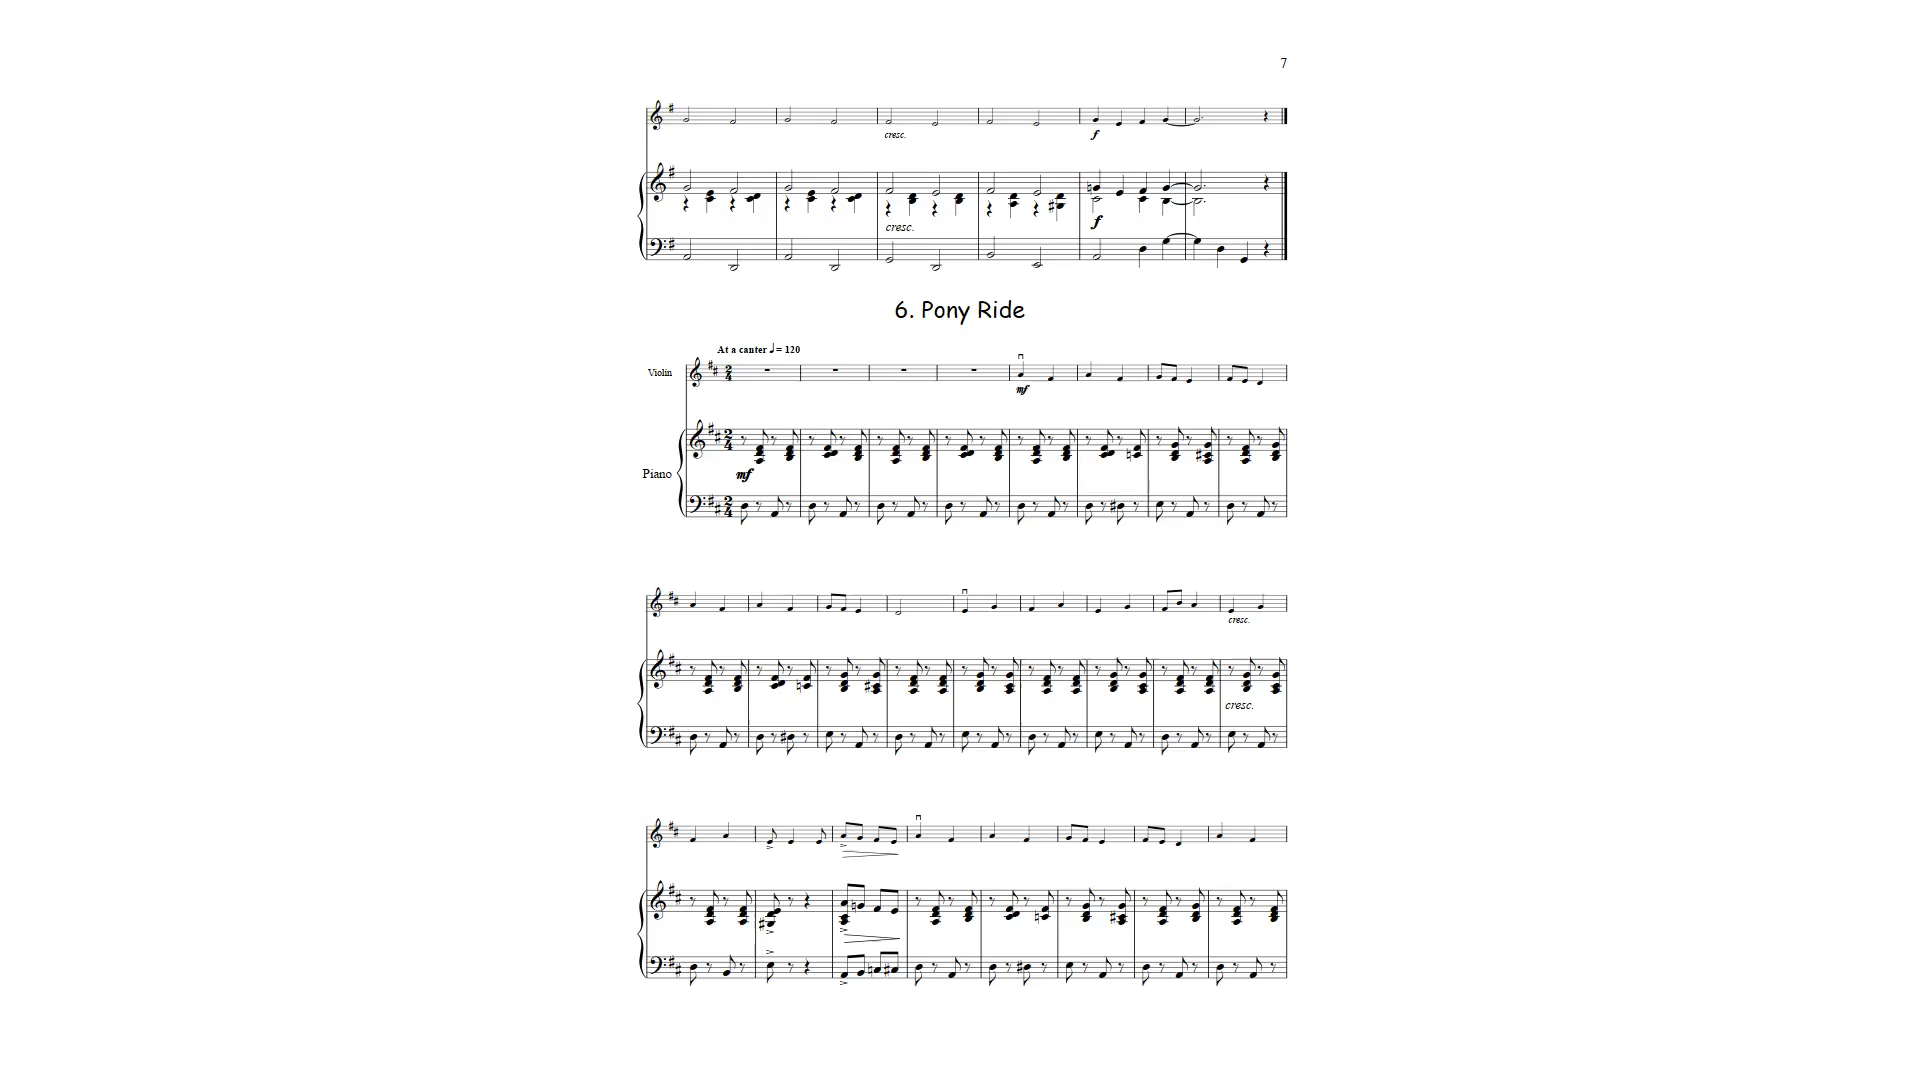 7
cresc.
f
cresc.
f
6. Pony Ride
At a canter ♩= 120
Violin
mf
Piano
mf
cresc.
cresc.